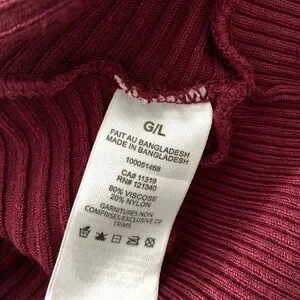 G/L
FAIT AU BANGLADESH
MADE IN BANGLADESH
100051468
CA# 11319
RN# 121340
80% VISCOSE
20% NYLON
GARNITURES NON
COMPRISES/EXCLUSIVE OF
TRIMS